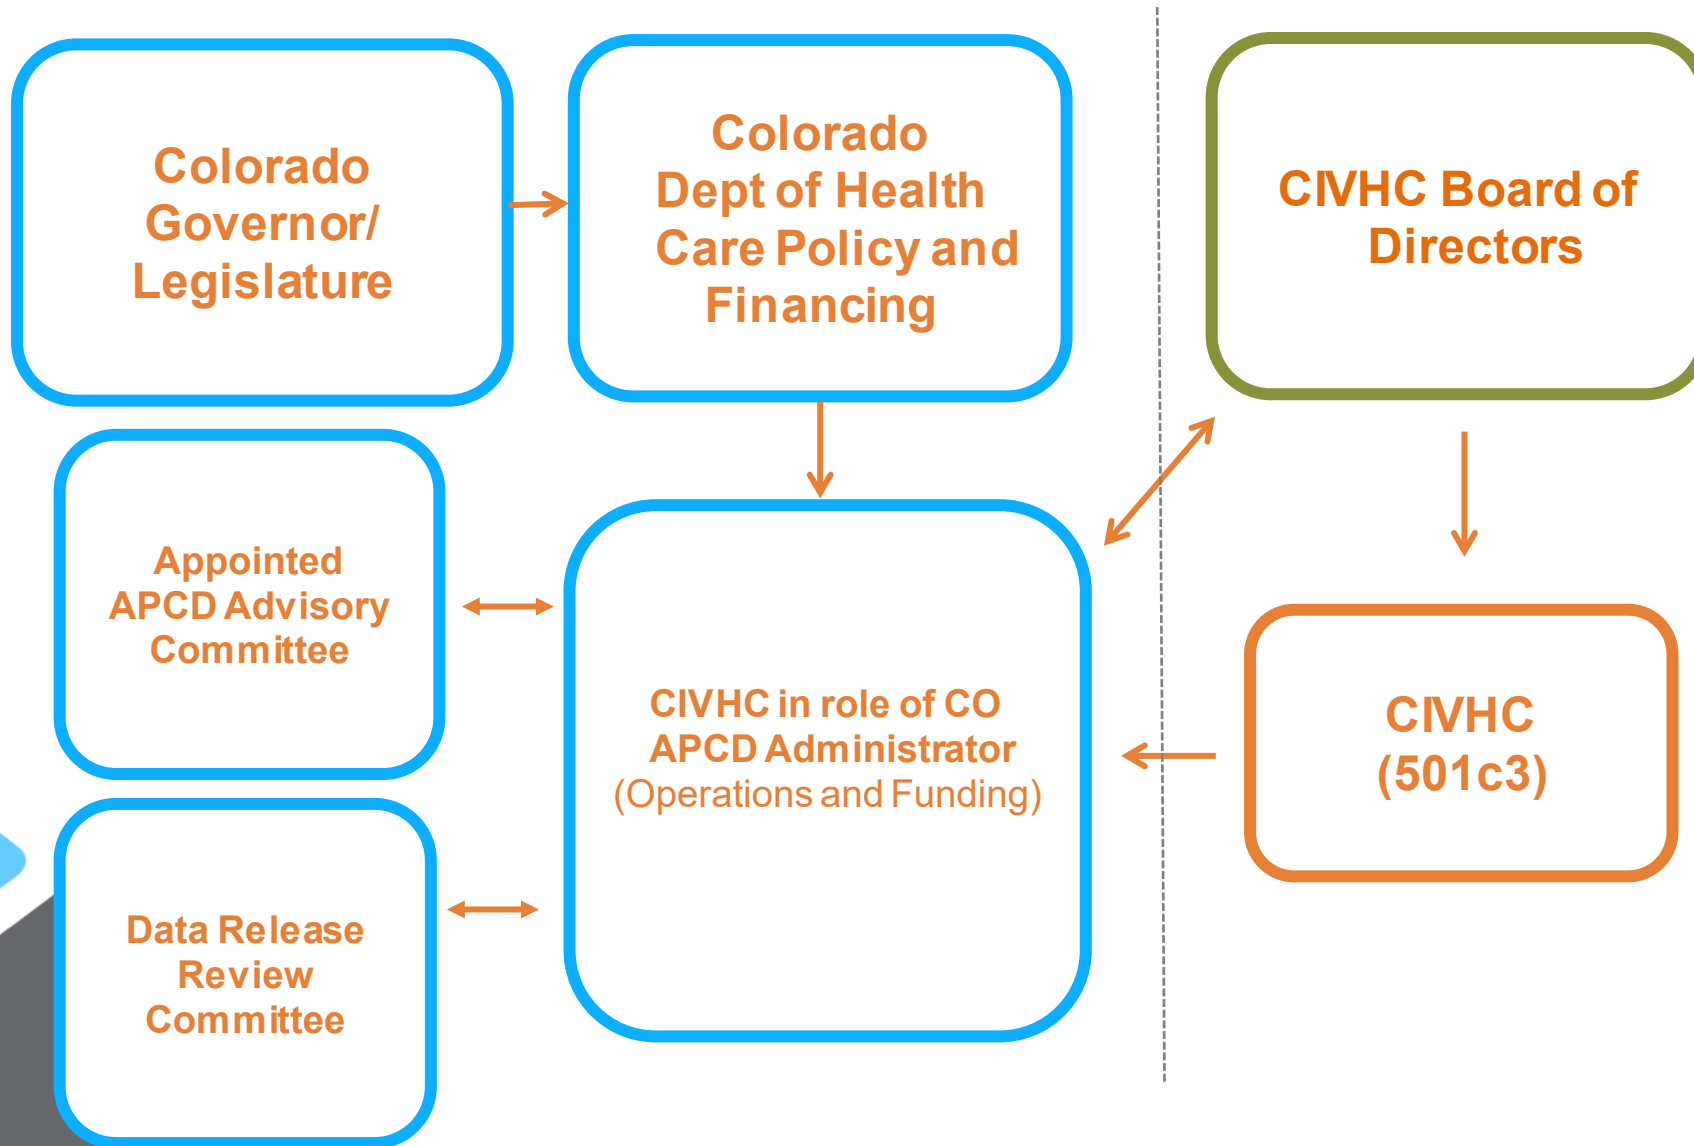 Colorado
Governor/
Legislature
Colorado
Dept of Health
Care Policy and
Financing
CIVHC Board of
Directors
Appointed
APCD Advisory
Committee
CIVHC in role of CO
APCD Administrator
(Operations and Funding)
CIVHC
(501c3)
Data Release
Review
Committee